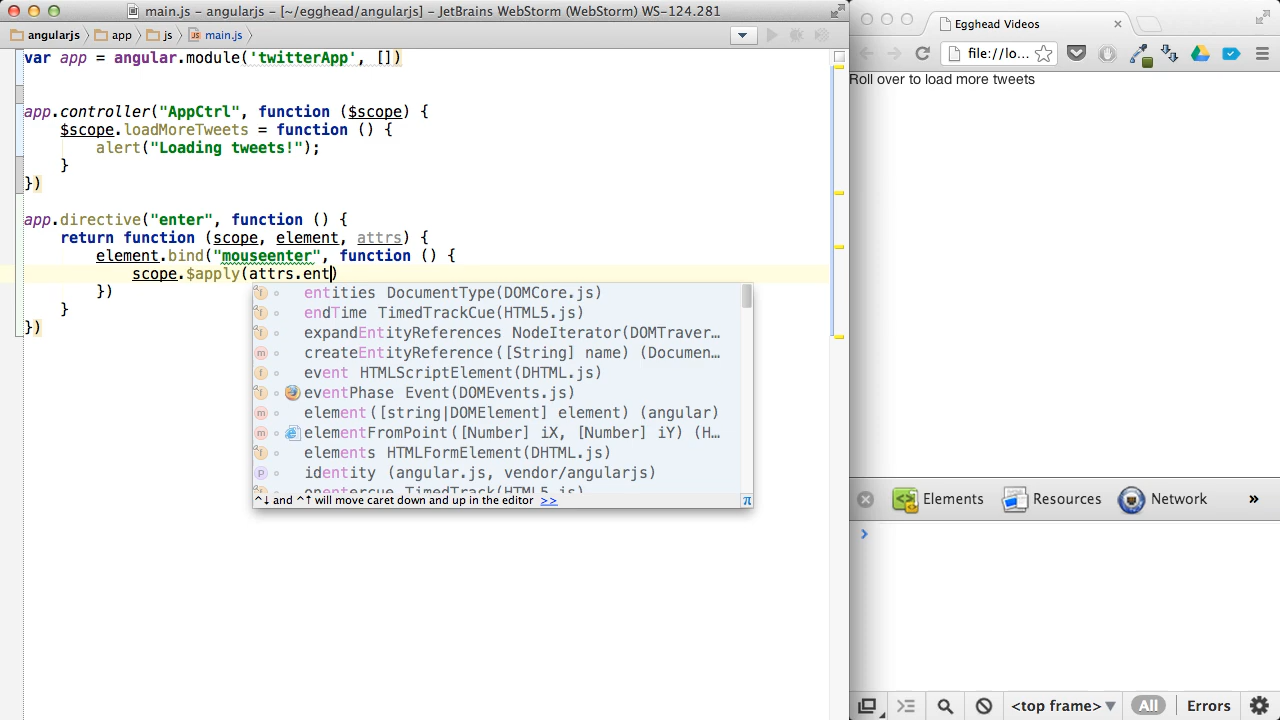 main.js – angularjs – [~/egghead/angularjs] – JetBrains WebStorm (WebStorm) WS-124.281
angularjs app js main.js
var app = angular.module('twitterApp', [])
app.controller("AppCtrl", function ($scope) {
$scope.loadMoreTweets = function () {
alert("Loading tweets!");
}
})
app.directive("enter", function () {
return function (scope, element, attrs) {
element.bind("mouseenter", function () {
scope.$apply(attrs.ent)
})
}
})
entities DocumentType(DOMCore.js)
endTime TimedTrackCue(HTML5.js)
expandEntityReferences NodeIterator(DOMTraver…
createEntityReference([String] name) (Documen…
event HTMLScriptElement(DHTML.js)
eventPhase Event(DOMEvents.js)
element([string|DOMElement] element) (angular)
elementFromPoint([Number] iX, [Number] iY) (H…
elements HTMLFormElement(DHTML.js)
identity (angular.js, vendor/angularjs)
onentercue TimedTrack(HTML5.js)
^↓ and ^↑ will move caret down and up in the editor >>
π
Egghead Videos
file://lo…
Roll over to load more tweets
Elements Resources Network »
<top frame> ▼ All Errors